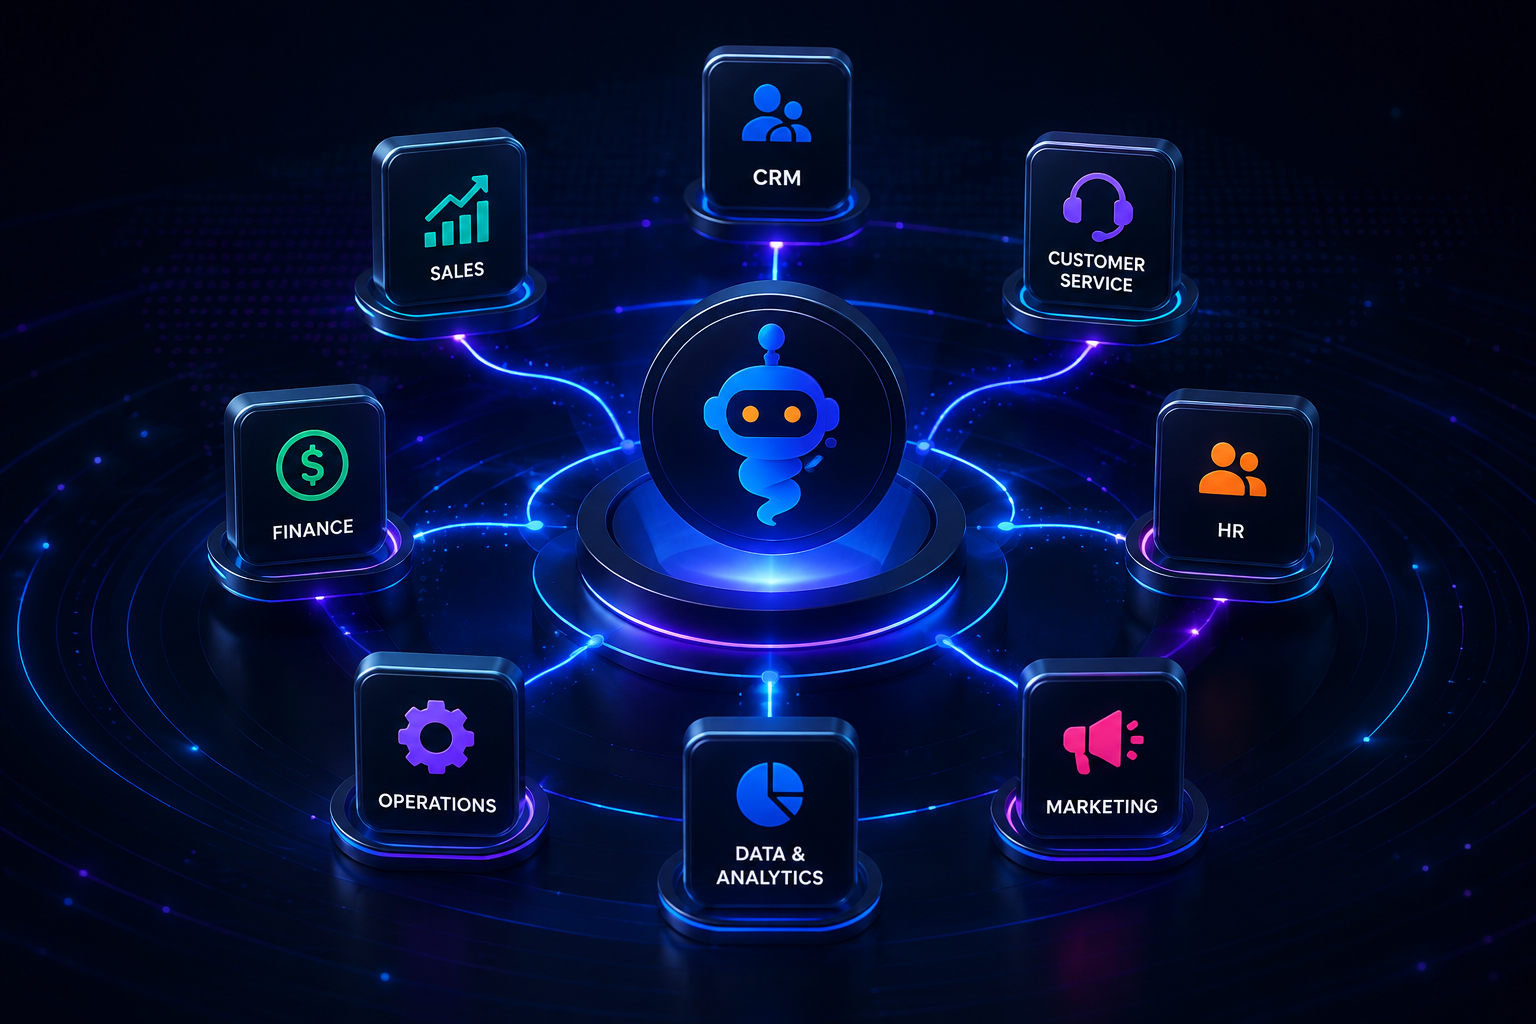 CRM
SALES
CUSTOMER
SERVICE
FINANCE
HR
OPERATIONS
MARKETING
DATA &
ANALYTICS